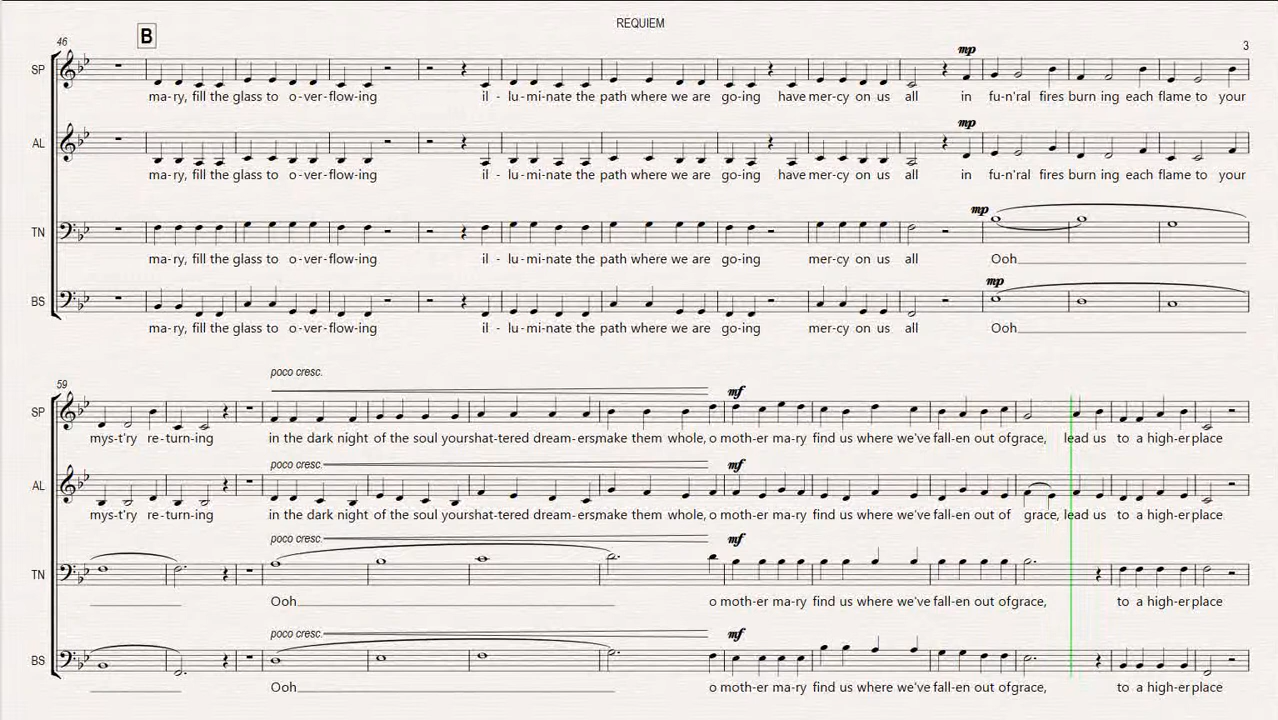 REQUIEM
3
46
B
mp
SP
ma-ry, fill the glass to o-ver-flow-ing il - lu-mi-nate the path where we are go-ing have mer-cy on us all in fu-n'ral fires burn ing each flame to your
mp
AL
ma-ry, fill the glass to o-ver-flow-ing il - lu-mi-nate the path where we are go-ing have mer-cy on us all in fu-n'ral fires burn ing each flame to your
mp
TN
ma-ry, fill the glass to o-ver-flow-ing il - lu-mi-nate the path where we are go-ing mer-cy on us all Ooh
mp
BS
ma-ry, fill the glass to o-ver-flow-ing il - lu-mi-nate the path where we are go-ing mer-cy on us all Ooh
poco cresc.
59
mf
SP
mys-t'ry re-turn-ing in the dark night of the soul yourshat-tered dream-ers,make them whole, o moth-er ma-ry find us where we've fall-en out ofgrace, lead us to a high-er place
poco cresc. mf
AL
mys-t'ry re-turn-ing in the dark night of the soul yourshat-tered dream-ers,make them whole, o moth-er ma-ry find us where we've fall-en out of grace, lead us to a high-er place
poco cresc. mf
TN
Ooh o moth-er ma-ry find us where we've fall-en out ofgrace, to a high-er place
poco cresc. mf
BS
Ooh o moth-er ma-ry find us where we've fall-en out ofgrace, to a high-er place